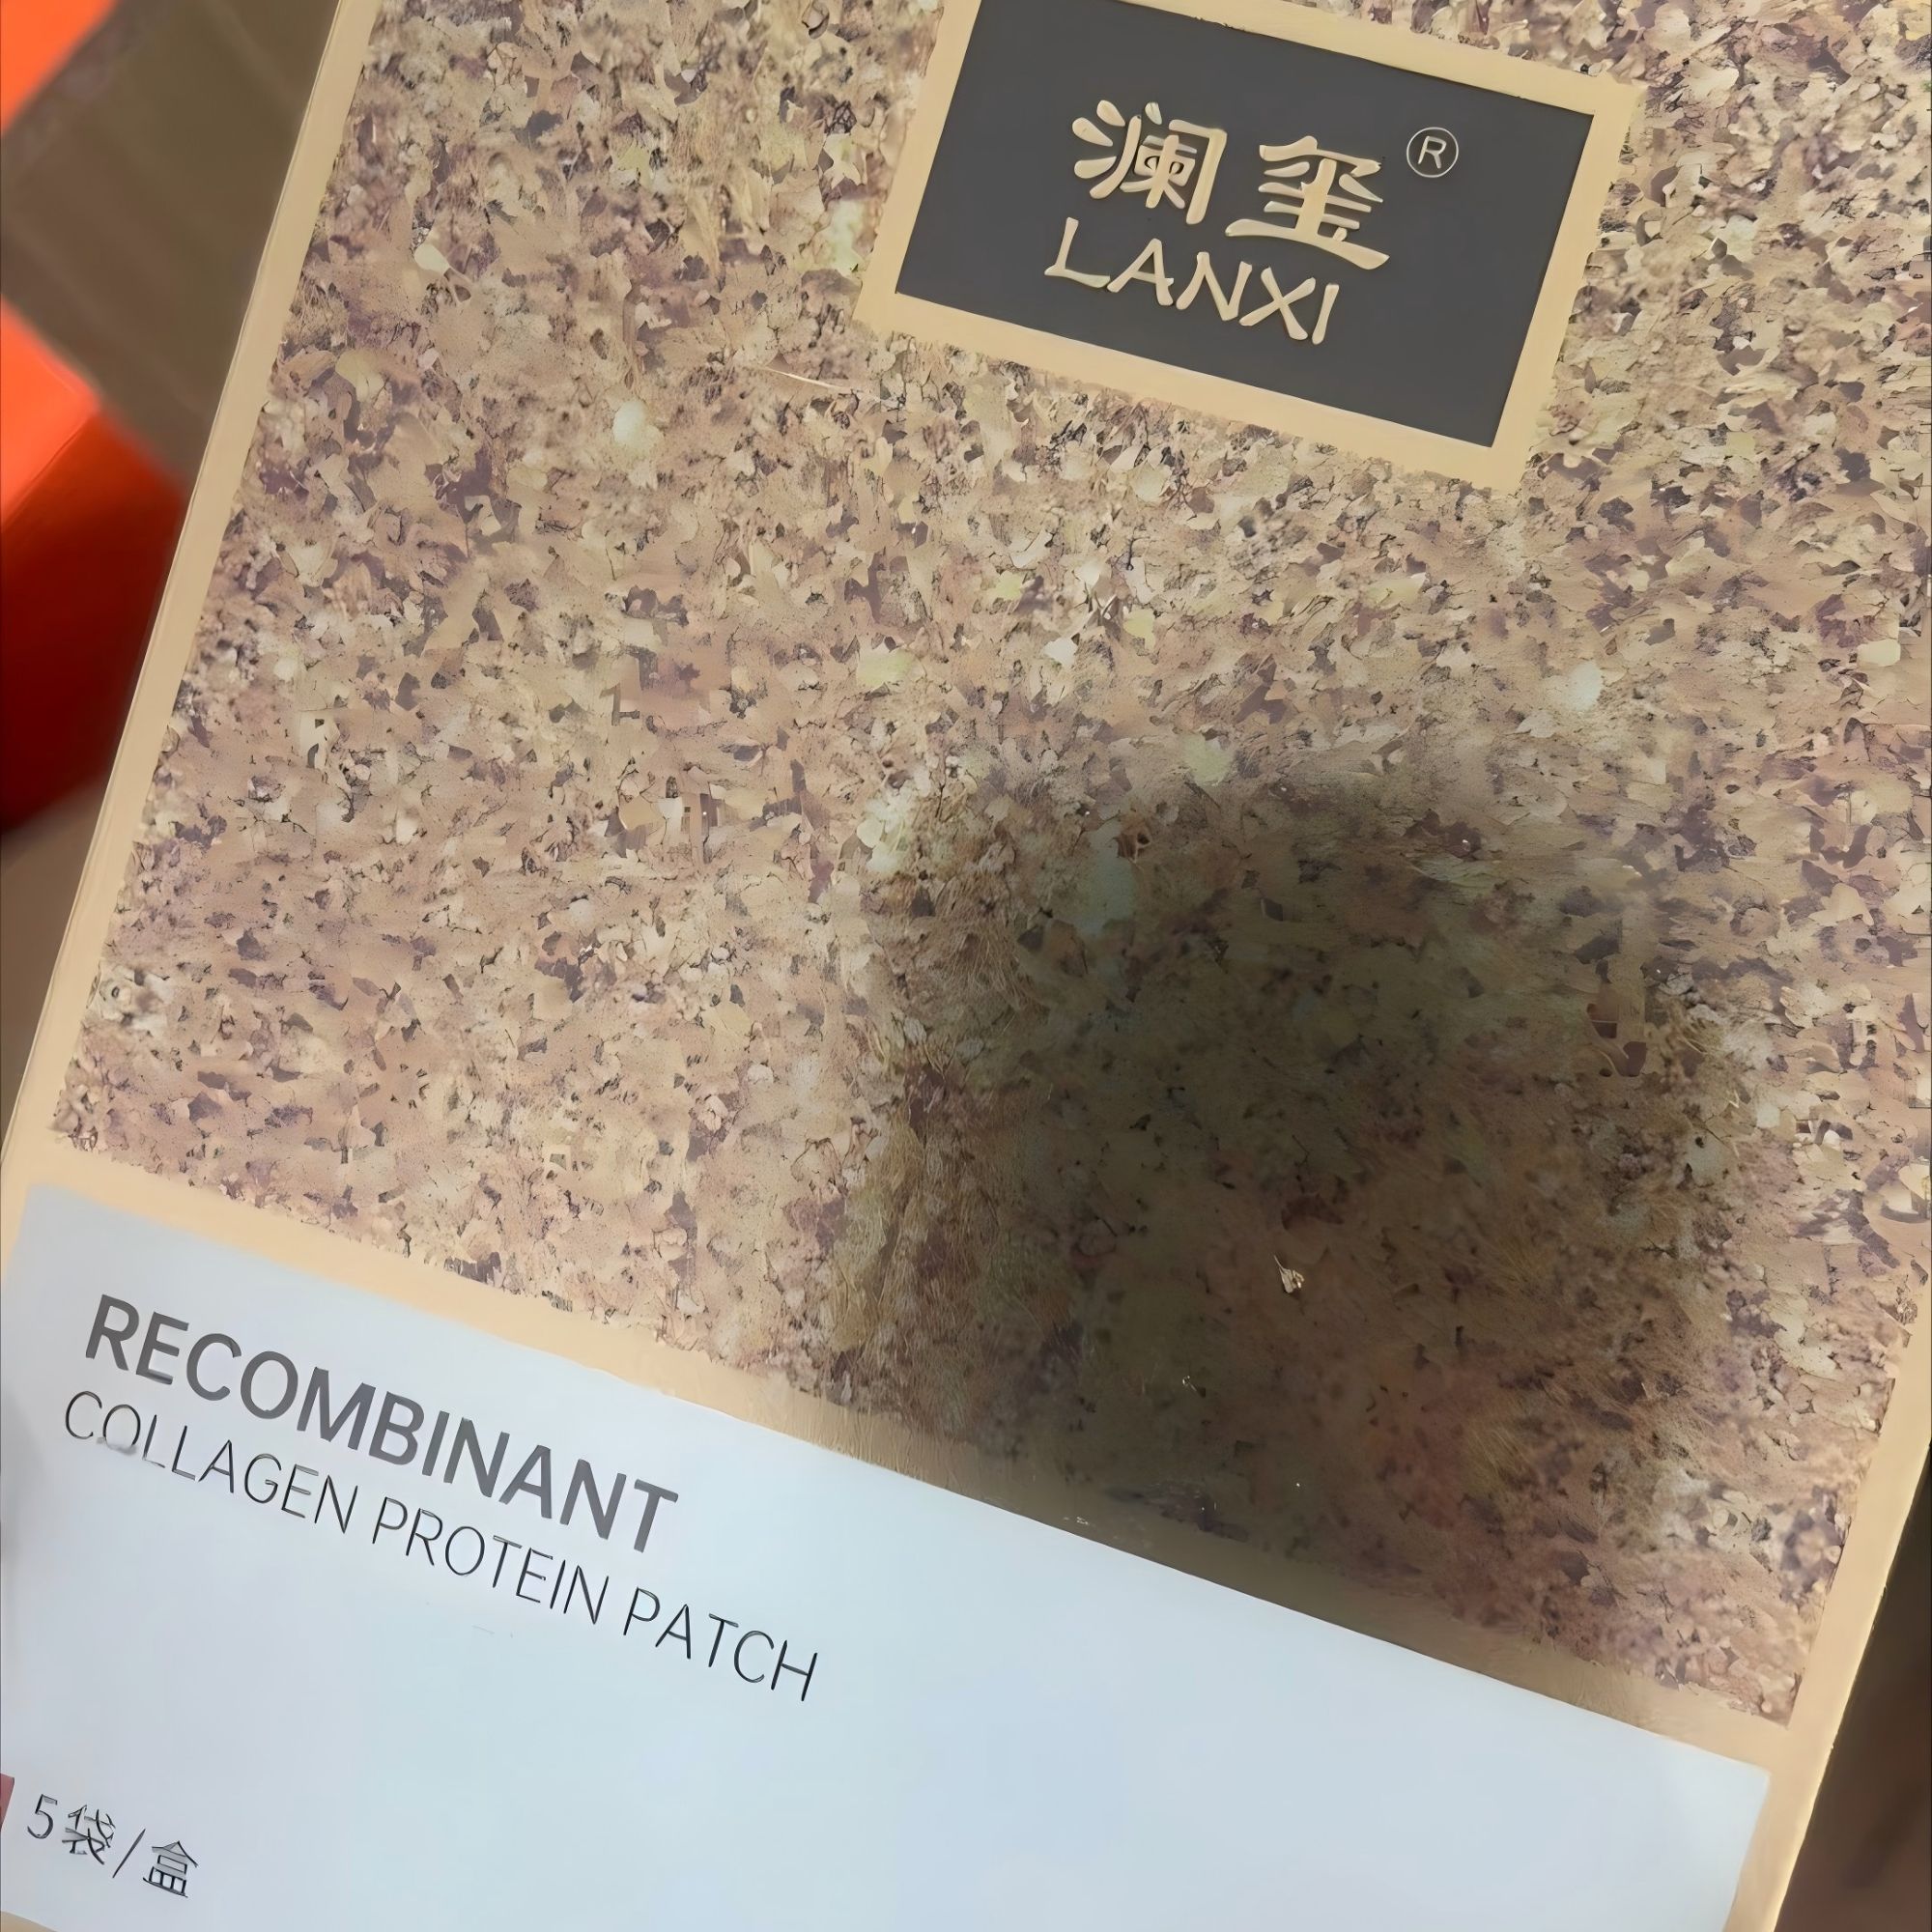 澜玺®
LANXI
RECOMBINANT
COLLAGEN PROTEIN PATCH
5袋/盒